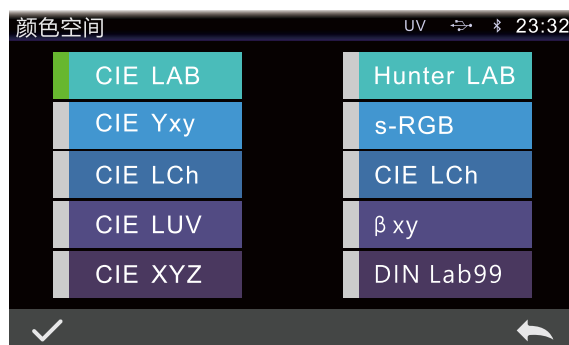 颜色空间 UV 23:32
CIE LAB Hunter LAB
CIE Yxy s-RGB
CIE LCh CIE LCh
CIE LUV βxy
CIE XYZ DIN Lab99